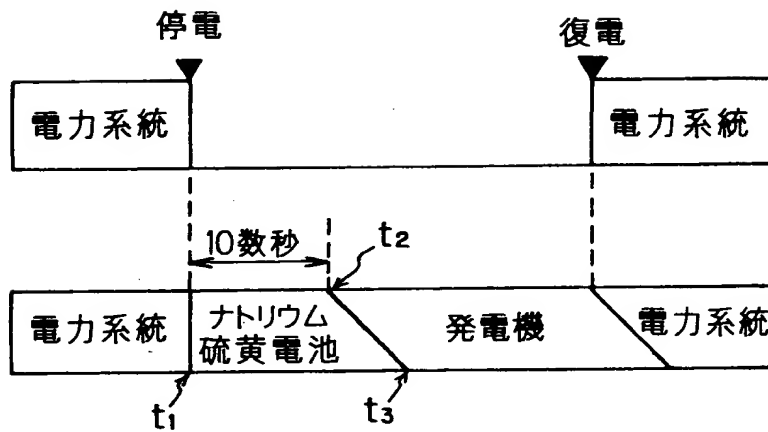 停電
復電
電力系統
電力系統
10数秒
t2
電力系統
ナトリウム
硫黄電池
発電機
電力系統
t1
t3